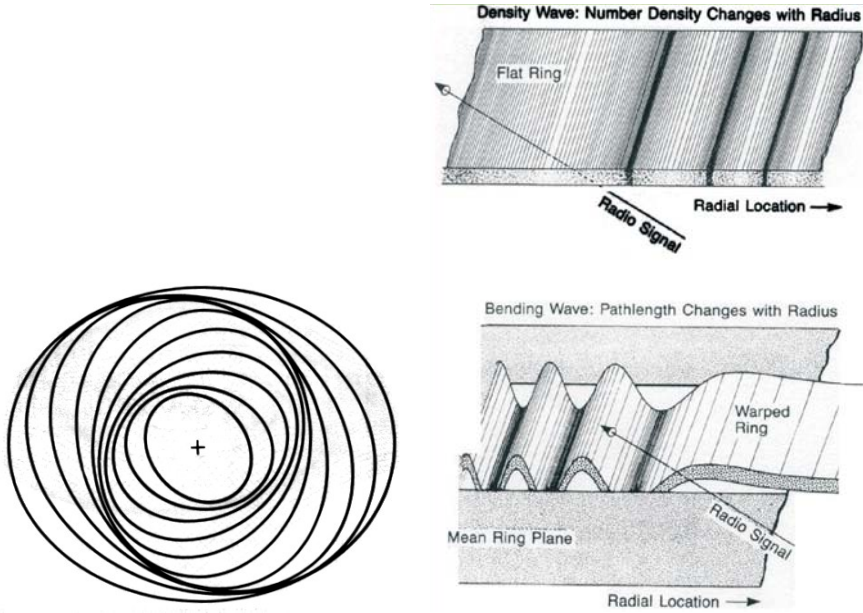 Density Wave: Number Density Changes with Radius
Flat Ring
Radio Signal
Radial Location
Bending Wave: Pathlength Changes with Radius
Warped
Ring
Radio Signal
Mean Ring Plane
Radial Location